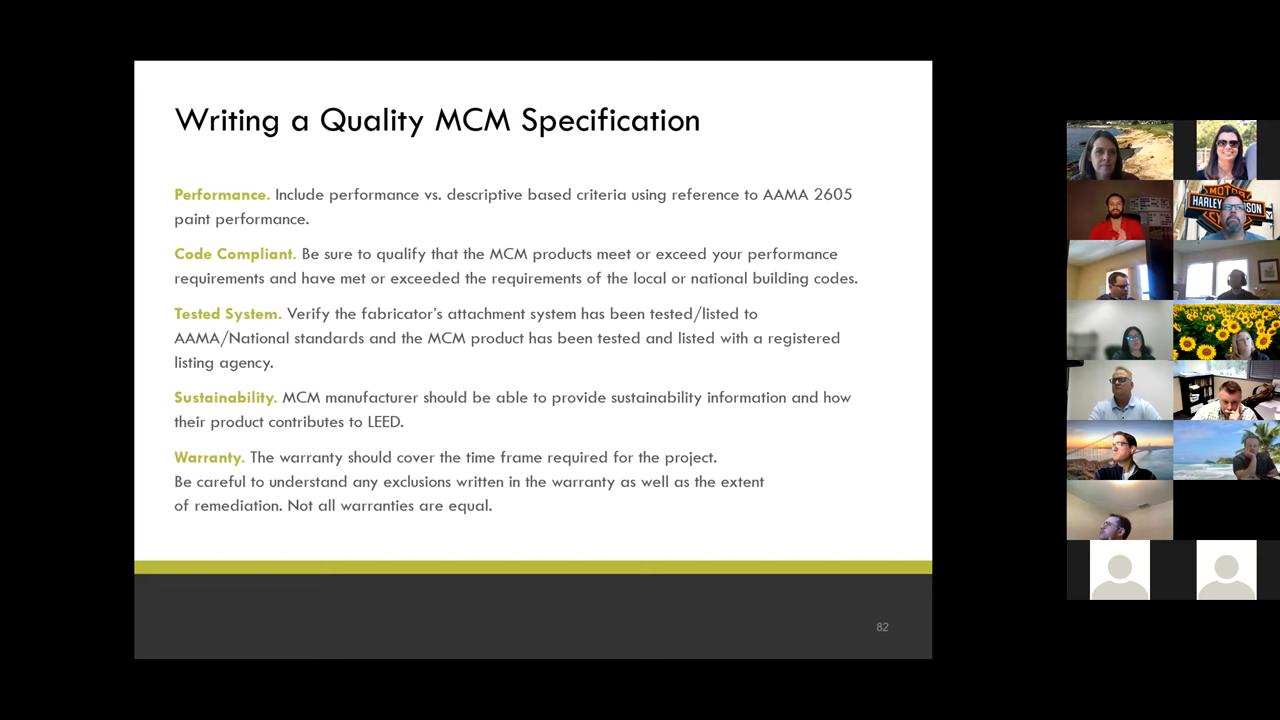 Writing a Quality MCM Specification
Performance. Include performance vs. descriptive based criteria using reference to AAMA 2605
paint performance.
Code Compliant. Be sure to qualify that the MCM products meet or exceed your performance
requirements and have met or exceeded the requirements of the local or national building codes.
Tested System. Verify the fabricator's attachment system has been tested/listed to
AAMA/National standards and the MCM product has been tested and listed with a registered
listing agency.
Sustainability. MCM manufacturer should be able to provide sustainability information and how
their product contributes to LEED.
Warranty. The warranty should cover the time frame required for the project.
Be careful to understand any exclusions written in the warranty as well as the extent
of remediation. Not all warranties are equal.
82
MOTOR